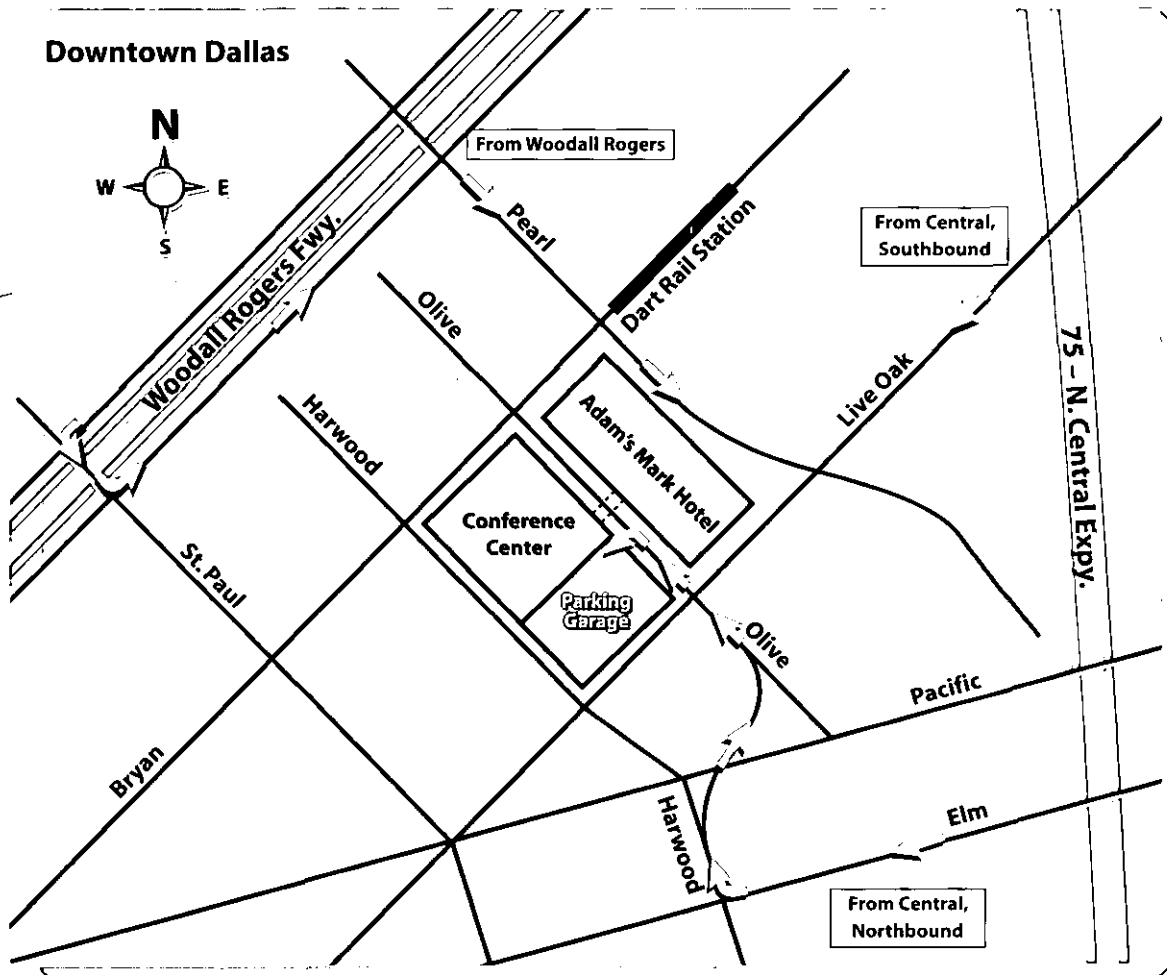 Downtown Dallas
N
W
E
S
From Woodall Rogers
Pearl
Dart Rail Station
From Central,
Southbound
Woodall Rogers Fwy.
Olive
Harwood
Adam's Mark Hotel
Live Oak
75 – N. Central Expy.
Conference
Center
St. Paul
Parking
Garage
Olive
Pacific
Bryan
Harwood
Elm
From Central,
Northbound